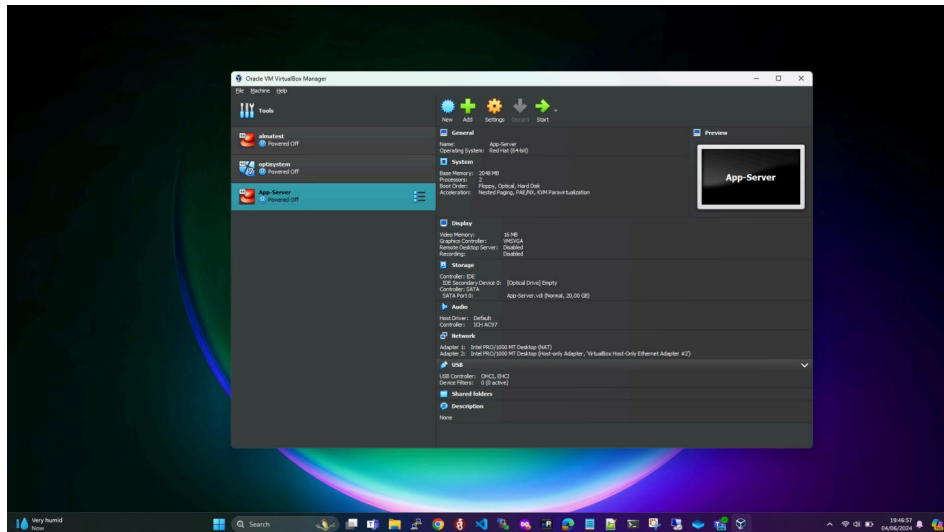 Oracle VM VirtualBox Manager
File Machine Help
Tools
New Add Settings Discard Start
almatest
Powered Off
optisystem
Powered Off
App-Server
Powered Off
General
Name: App-Server
Operating System: Red Hat (64-bit)
System
Base Memory: 2048 MB
Processors: 2
Boot Order: Floppy, Optical, Hard Disk
Acceleration: Nested Paging, PAE/NX, KVM Paravirtualization
Preview
App-Server
Display
Video Memory: 16 MB
Graphics Controller: VMSVGA
Remote Desktop Server: Disabled
Recording: Disabled
Storage
Controller: IDE
IDE Secondary Device 0: [Optical Drive] Empty
Controller: SATA
SATA Port 0: App-Server.vdi (Normal, 20,00 GB)
Audio
Host Driver: Default
Controller: ICH AC97
Network
Adapter 1: Intel PRO/1000 MT Desktop (NAT)
Adapter 2: Intel PRO/1000 MT Desktop (Host-only Adapter, 'VirtualBox Host-Only Ethernet Adapter #2')
USB
USB Controller: OHCI, EHCI
Device Filters: 0 (0 active)
Shared folders
Description
None
Very humid
Now
Search
19:46:57
04/06/2024